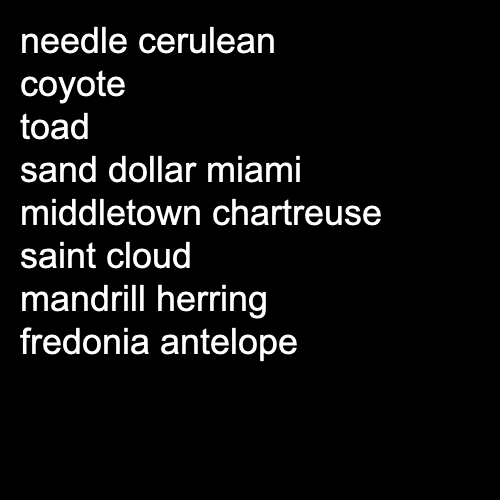 needle cerulean
coyote
toad
sand dollar miami
middletown chartreuse
saint cloud
mandrill herring
fredonia antelope